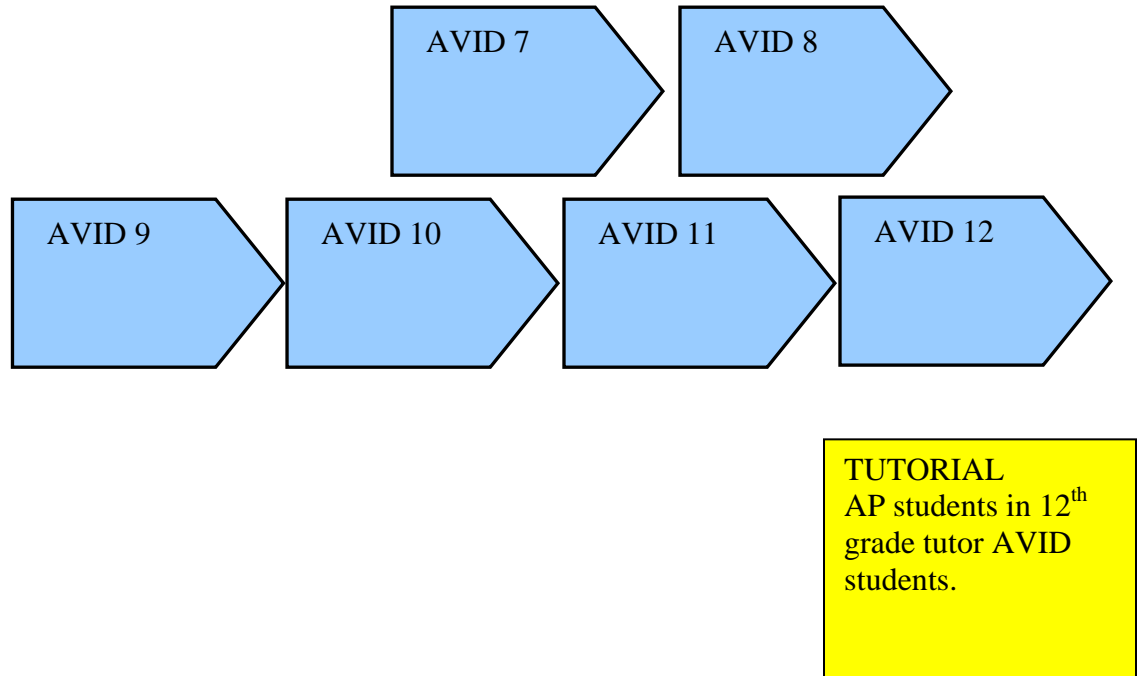 AVID 7
AVID 8
AVID 9
AVID 10
AVID 11
AVID 12
TUTORIAL
AP students in 12th
grade tutor AVID
students.